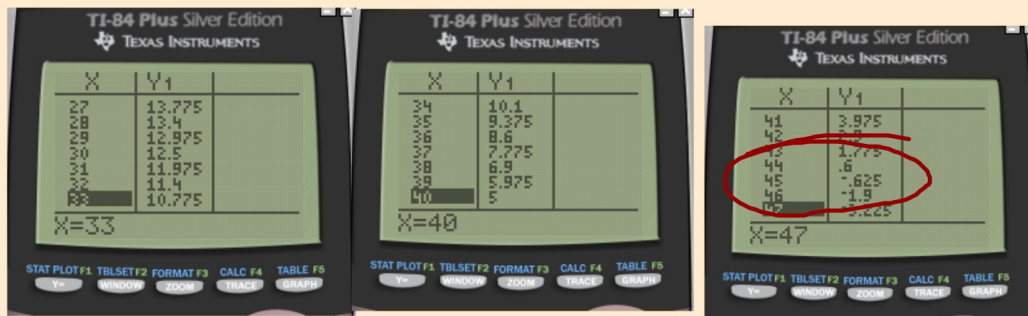 TI-84 Plus Silver Edition
TEXAS INSTRUMENTS
X Y1
27 13.775
28 13.4
29 12.975
30 12.5
31 11.975
32 11.4
33 10.775
X=33
STAT PLOT F1 TBLSET F2 FORMAT F3 CALC F4 TABLE F5
Y= WINDOW ZOOM TRACE GRAPH
TI-84 Plus Silver Edition
TEXAS INSTRUMENTS
X Y1
34 10.1
35 9.375
36 8.6
37 7.775
38 6.9
39 5.975
40 5
X=40
STAT PLOT F1 TBLSET F2 FORMAT F3 CALC F4 TABLE F5
Y= WINDOW ZOOM TRACE GRAPH
TI-84 Plus Silver Edition
TEXAS INSTRUMENTS
X Y1
41 3.975
42
43 1.775
44 .6
45 -.625
46 -1.9
47 -3.225
X=47
STAT PLOT F1 TBLSET F2 FORMAT F3 CALC F4 TABLE F5
Y= WINDOW ZOOM TRACE GRAPH